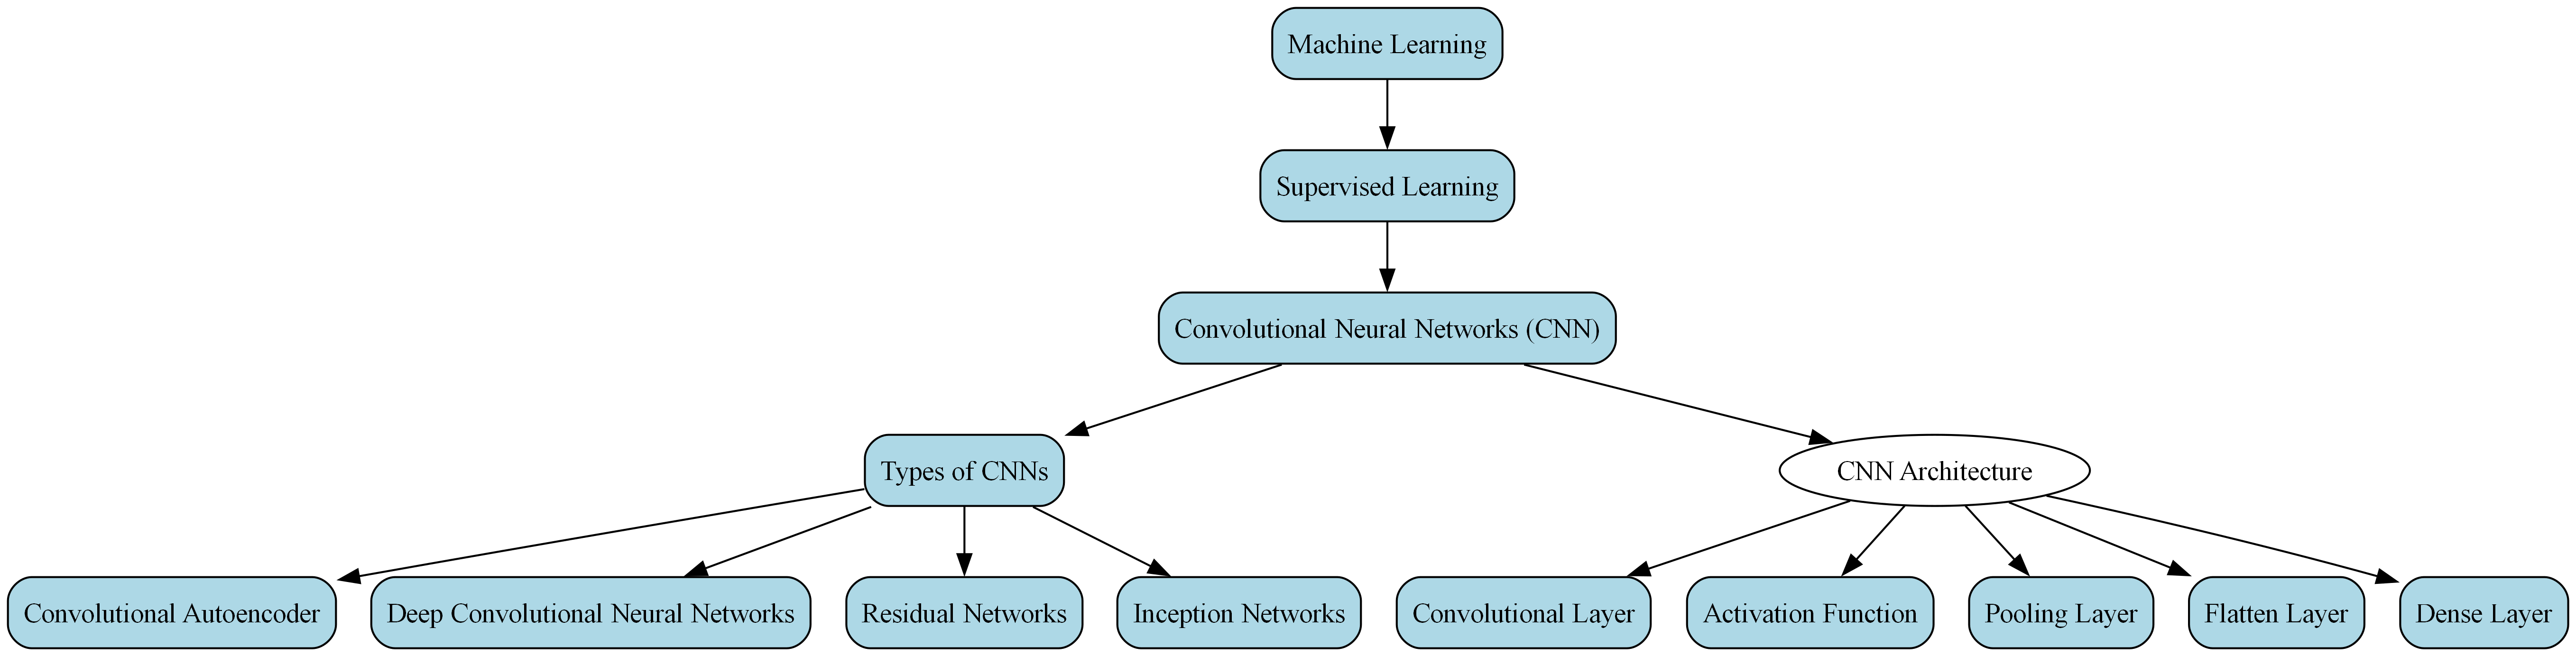 Machine Learning
Supervised Learning
Convolutional Neural Networks (CNN)
Types of CNNs
CNN Architecture
Convolutional Autoencoder
Deep Convolutional Neural Networks
Residual Networks
Inception Networks
Convolutional Layer
Activation Function
Pooling Layer
Flatten Layer
Dense Layer